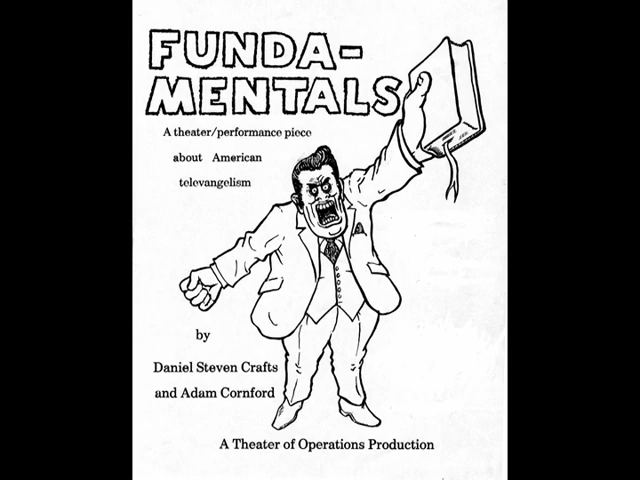 FUNDA-
MENTALS
A theater/performance piece
about American
televangelism
by
Daniel Steven Crafts
and Adam Cornford
A Theater of Operations Production